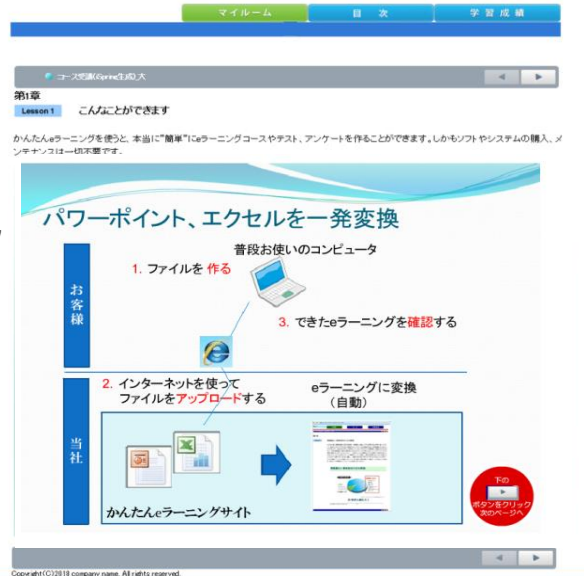 マイルーム
目 次
学 習 成 績
コース受講(iSpring生成)_大
第1章
Lesson 1 こんなことができます
かんたんeラーニングを使うと、本当に"簡単"にeラーニングコースやテスト、アンケートを作ることができます。しかもソフトやシステムの購入、メ
ンテナンスは一切不要です。
パワーポイント、エクセルを一発変換
普段お使いのコンピュータ
1. ファイルを 作る
お客様
3. できたeラーニングを確認する
2. インターネットを使って
ファイルをアップロードする
eラーニングに変換
(自動)
当社
かんたんeラーニングサイト
下の
ボタンをクリック
次のページへ
Copyright(C)2018 company name. All rights reserved.